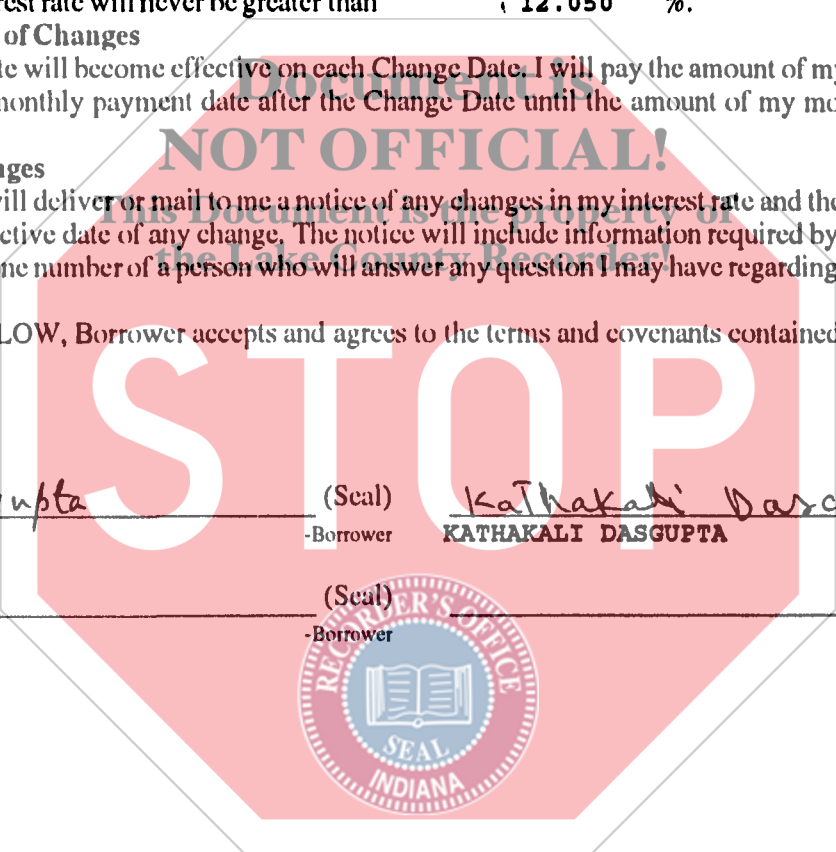 rest rate will never be greater than 12.050 %.
of Changes
te will become effective on each Change Date. I will pay the amount of my
monthly payment date after the Change Date until the amount of my mo
Document is
NOT OFFICIAL!
nges
ill deliver or mail to me a notice of any changes in my interest rate and the
This Document is the property of
ctive date of any change. The notice will include information required by
the Lake County Recorder!
ne number of a person who will answer any question I may have regarding
LOW, Borrower accepts and agrees to the terms and covenants contained
STOP
upta (Seal) Kathakali Dasg
-Borrower KATHAKALI DASGUPTA
(Seal)
-Borrower
RECORDER'S OFFICE
SEAL
INDIANA